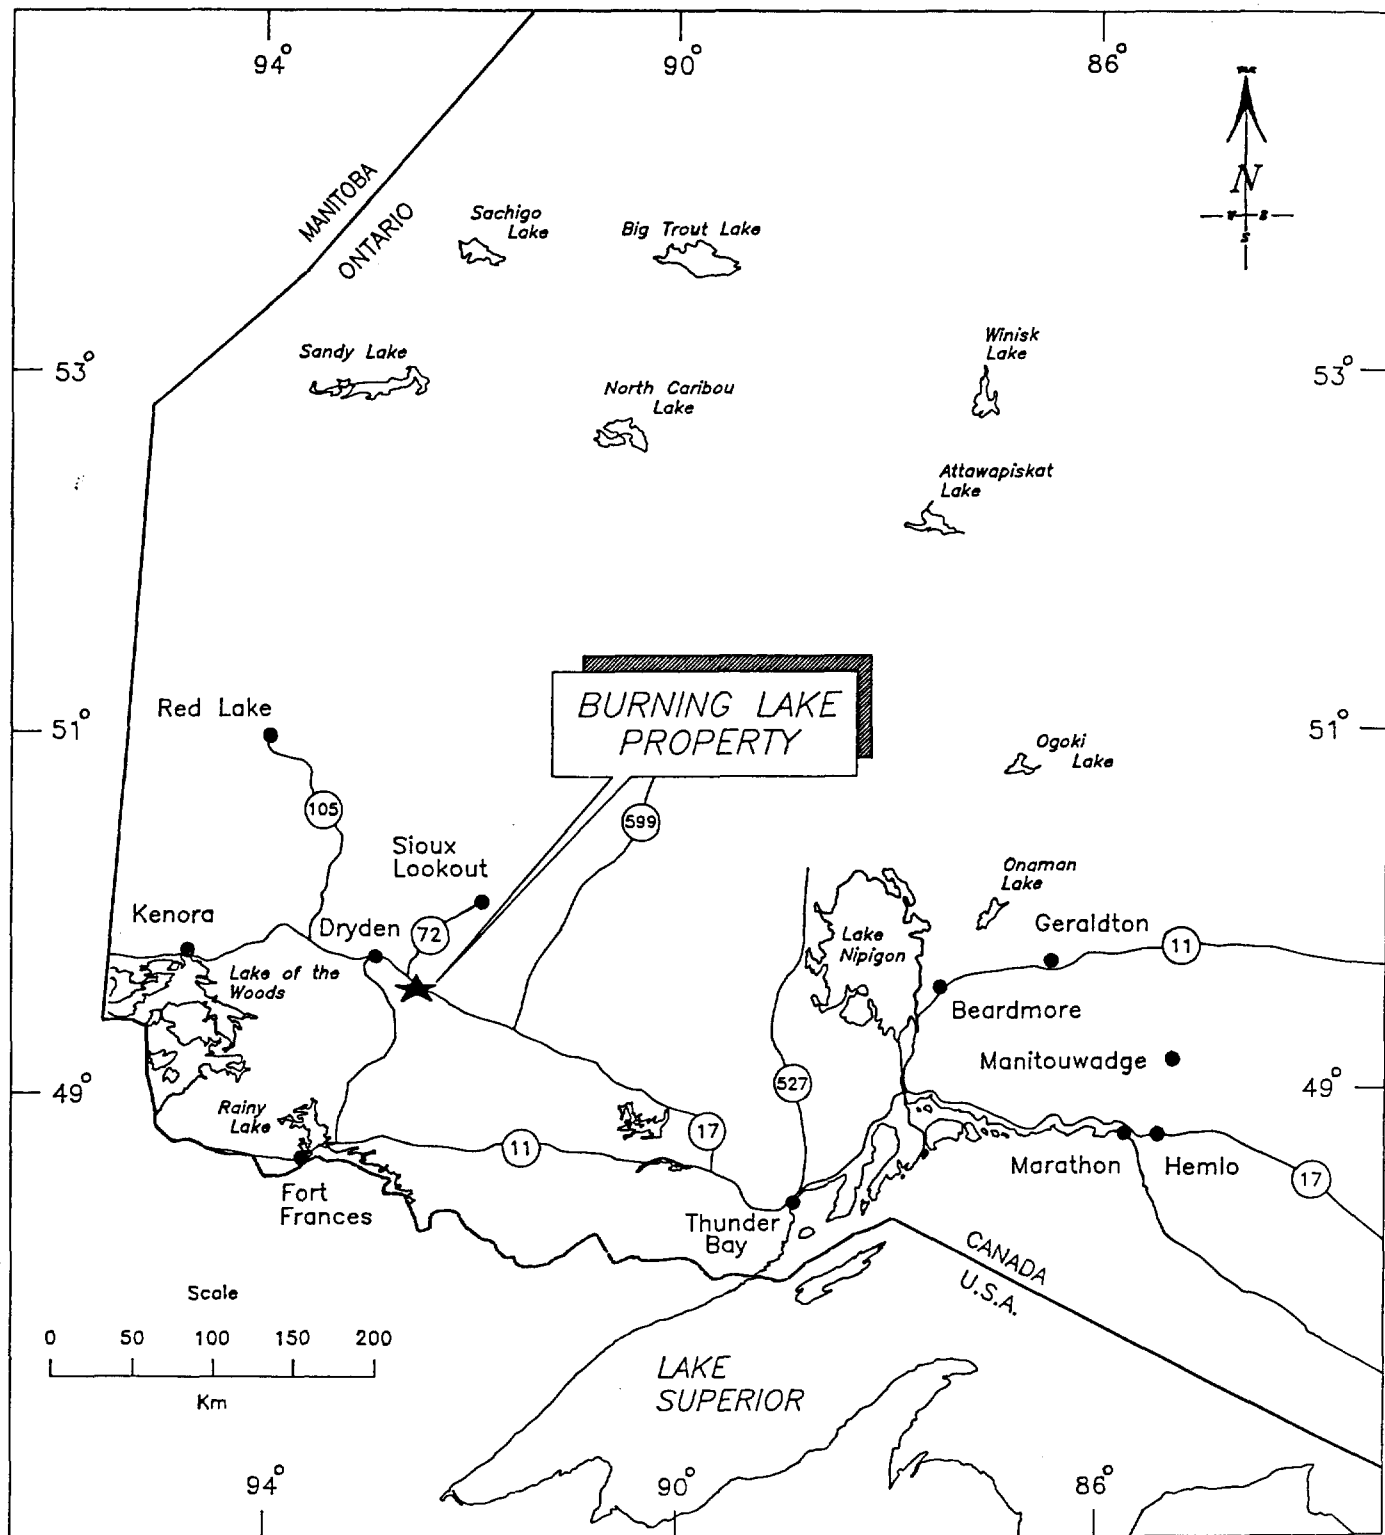 94°
90°
86°
N
S
MANITOBA
ONTARIO
Sachigo
Lake
Big Trout Lake
Winisk
Lake
Sandy Lake
53°
53°
North Caribou
Lake
Attawapiskat
Lake
BURNING LAKE
PROPERTY
Red Lake
51°
51°
Ogoki
Lake
105
599
Sioux
Lookout
Onaman
Lake
Kenora
Dryden
72
Geraldton
11
Lake
Nipigon
Lake of the
Woods
Beardmore
Manitouwadge
49°
49°
527
Rainy
Lake
11
17
Marathon
Hemlo
17
Fort
Frances
Thunder
Bay
CANADA
U.S.A.
Scale
0 50 100 150 200
Km
LAKE
SUPERIOR
94°
90°
86°